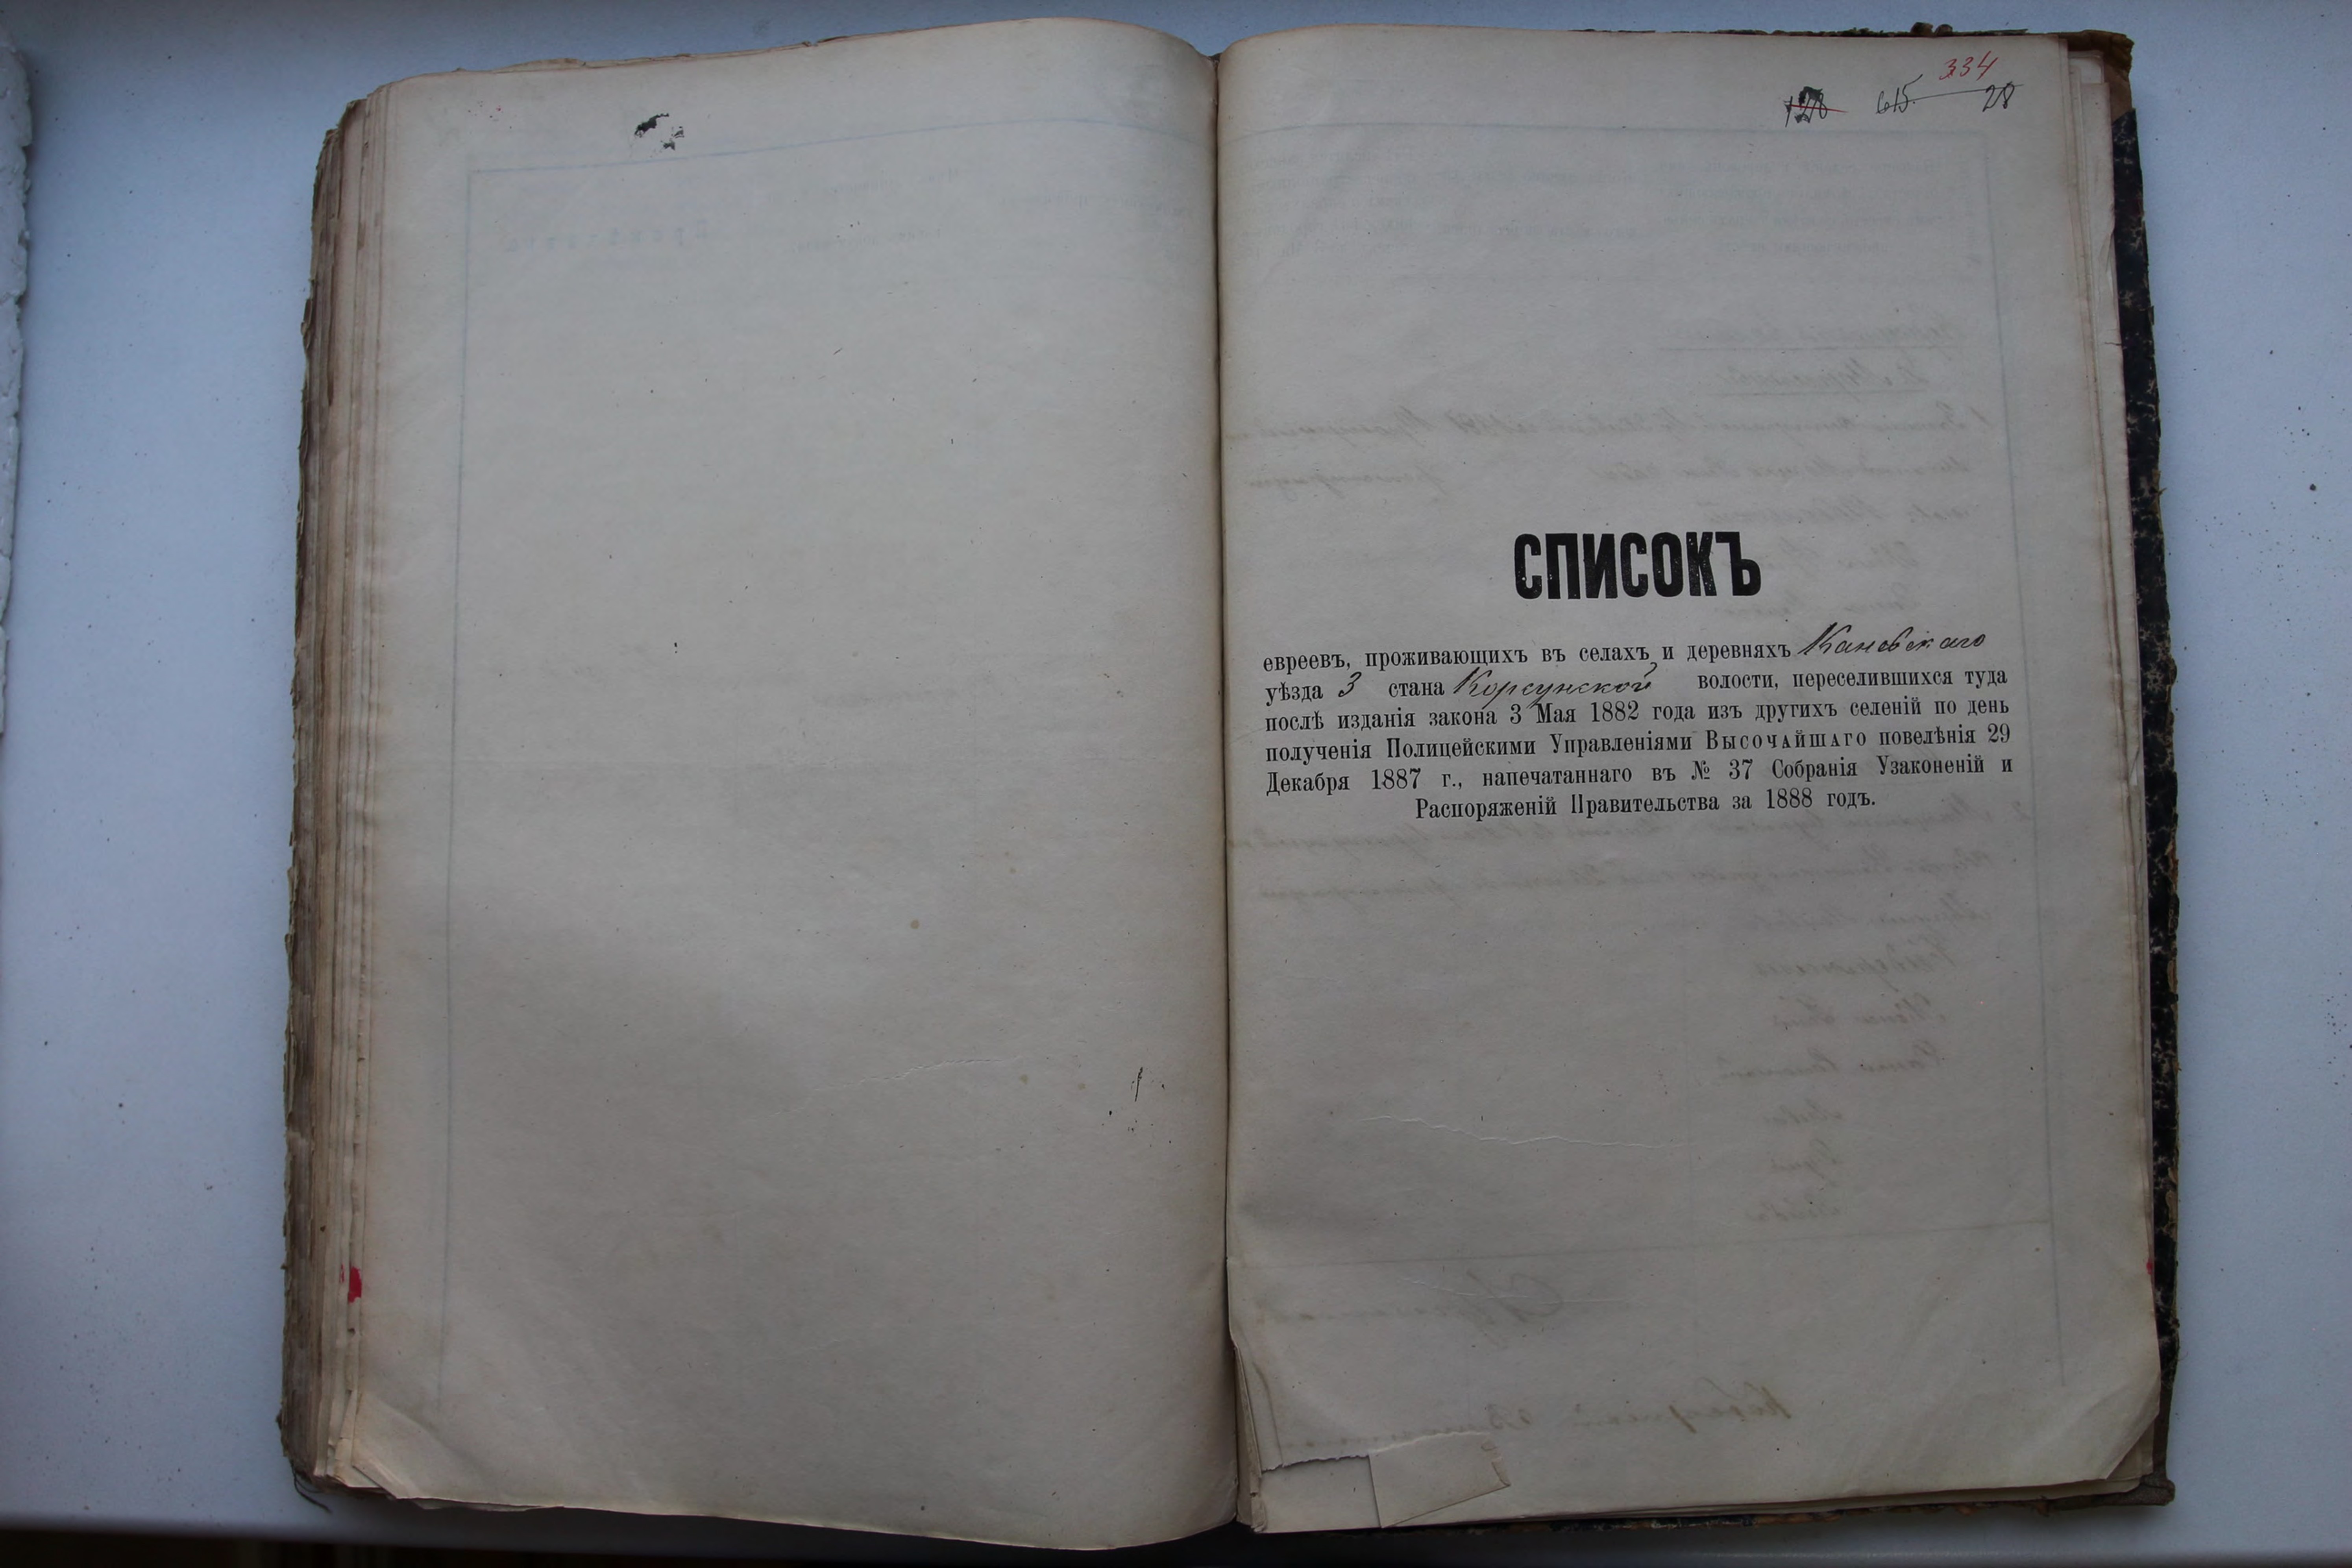 334
128 615 28
СПИСОКЪ
евреевъ, проживающихъ въ селахъ и деревняхъ Каневскаго
уѣзда 3 стана Корсунской волости, переселившихся туда
послѣ изданія закона 3 Мая 1882 года изъ другихъ селеній по день
полученія Полицейскими Управленіями Высочайшаго повелѣнія 29
Декабря 1887 г., напечатаннаго въ № 37 Собранія Узаконеній и
Распоряженій Правительства за 1888 годъ.